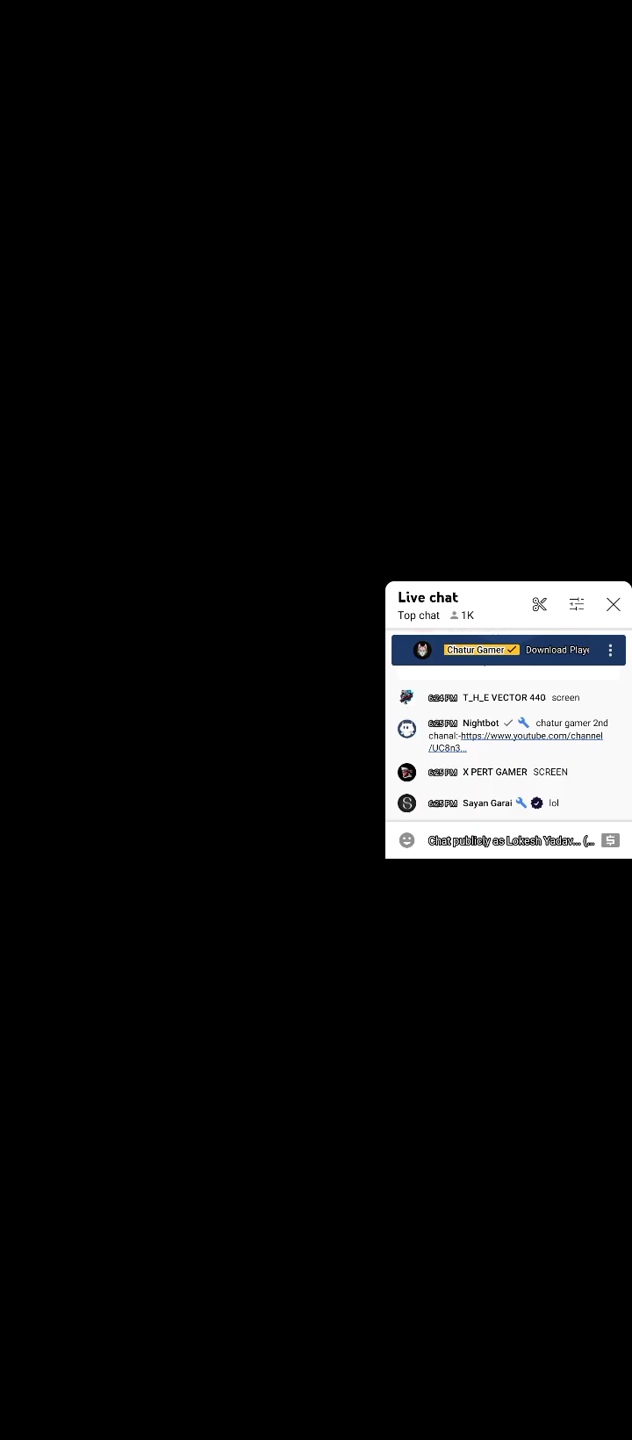 Live chat
Top chat 1K
Chatur Gamer Download Playe
6:24 PM T_H_E VECTOR 440 screen
6:25 PM Nightbot chatur gamer 2nd
chanal:-https://www.youtube.com/channel
/UC8n3...
6:25 PM X PERT GAMER SCREEN
S 6:25 PM Sayan Garai lol
Chat publicly as Lokesh Yadav... (... $